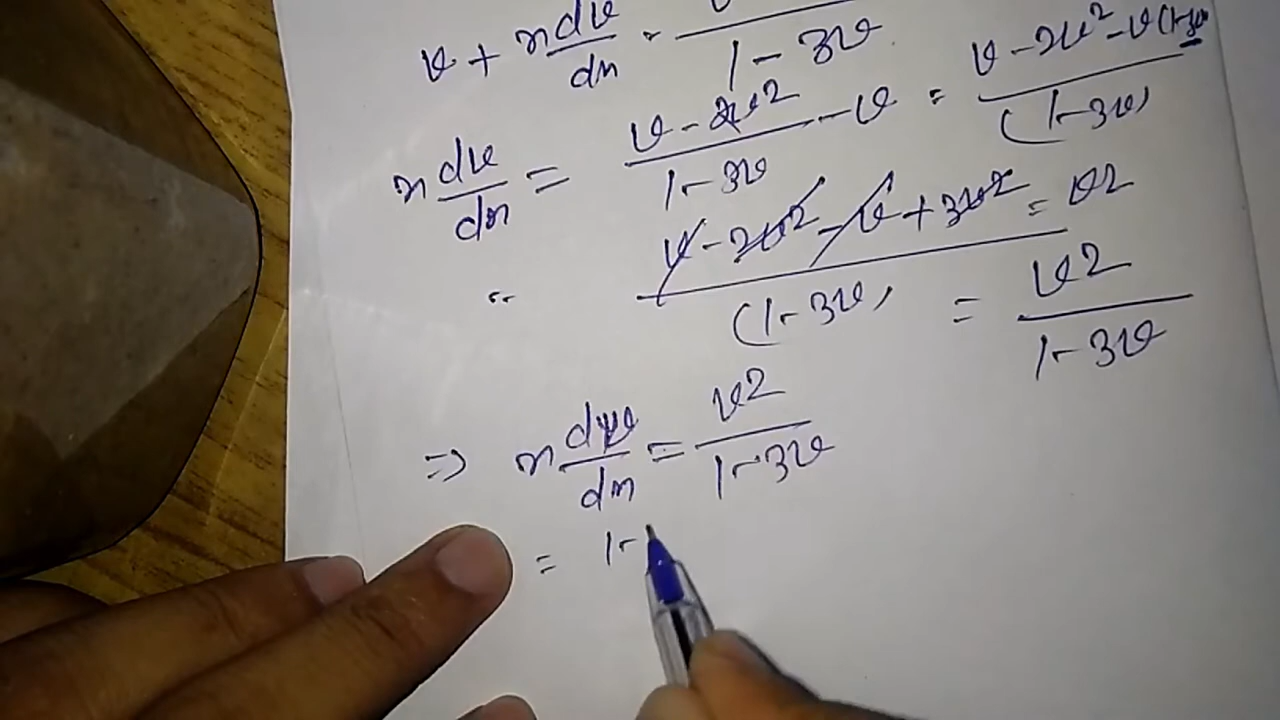 v + x dv/dx = v / 1 - 3v
x dv/dx = v - 2v² / 1 - 3v - v = v - 2v² - v(1-3v / (1-3v)
" v - 2v² - v + 3v² / (1-3v) = v2
= v2 / 1-3v
⇒ x dv/dx = v2 / 1-3v
= 1-